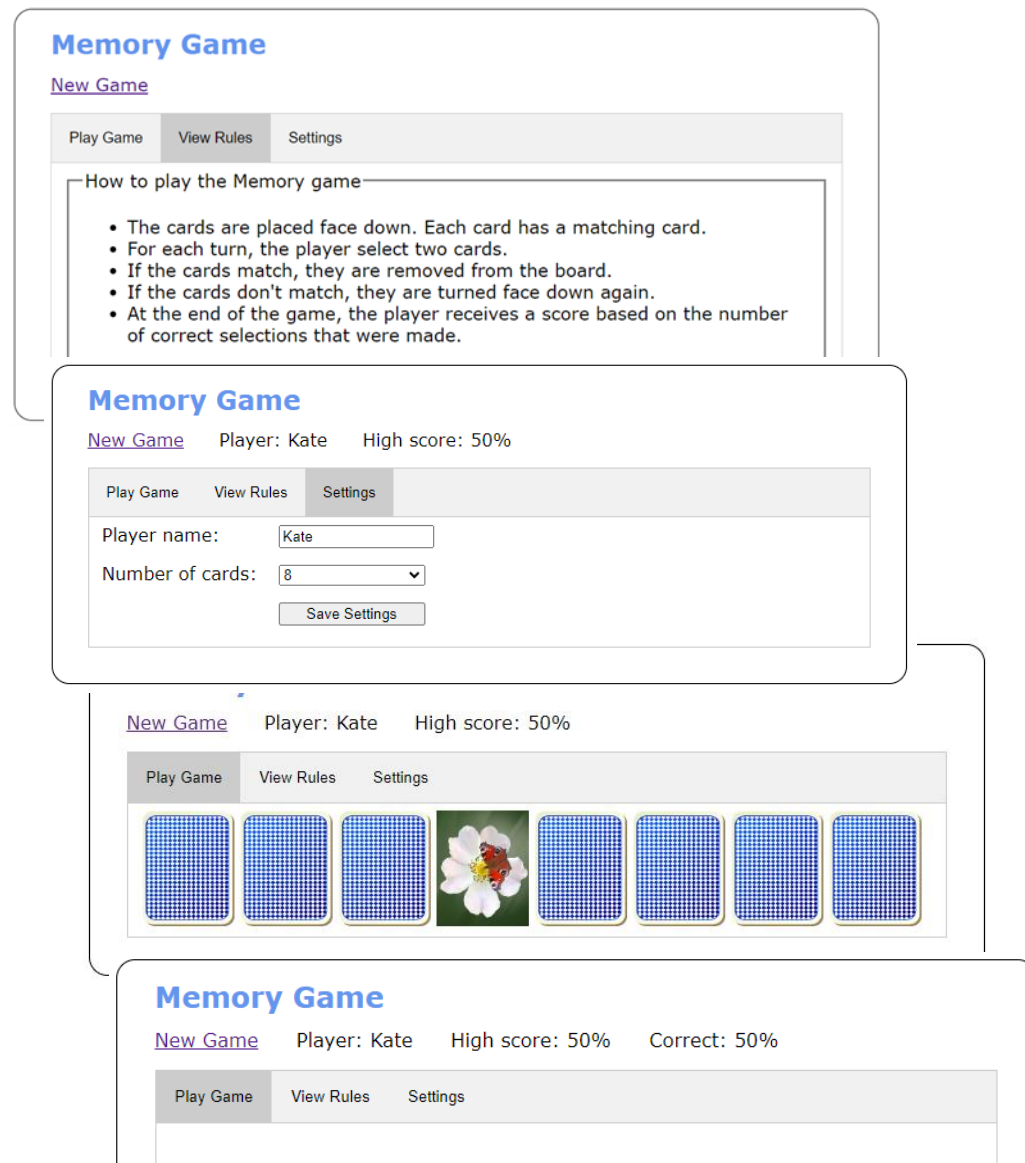 Memory Game
New Game
Play Game View Rules Settings
How to play the Memory game
• The cards are placed face down. Each card has a matching card.
• For each turn, the player select two cards.
• If the cards match, they are removed from the board.
• If the cards don't match, they are turned face down again.
• At the end of the game, the player receives a score based on the number
of correct selections that were made.
Memory Game
New Game Player: Kate High score: 50%
Play Game View Rules Settings
Player name: Kate
Number of cards: 8
Save Settings
New Game Player: Kate High score: 50%
Play Game View Rules Settings
Memory Game
New Game Player: Kate High score: 50% Correct: 50%
Play Game View Rules Settings